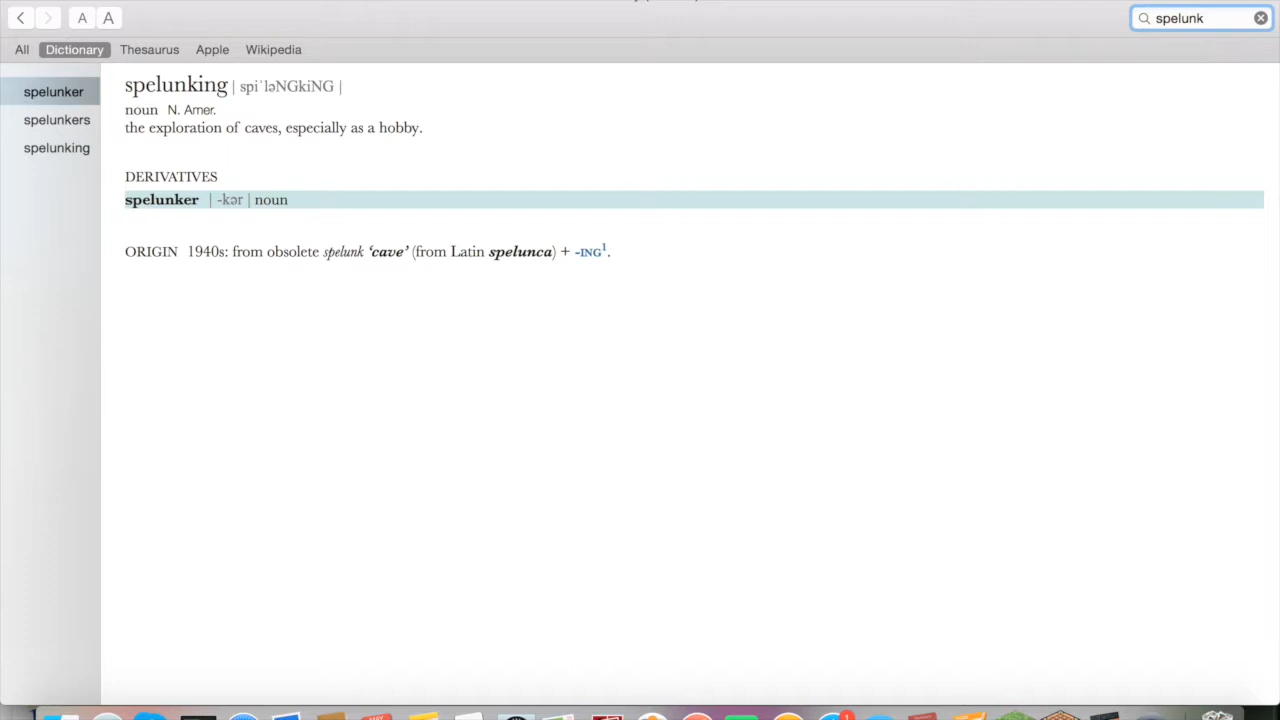 A A
spelunk
All Dictionary Thesaurus Apple Wikipedia
spelunker
spelunkers
spelunking
spelunking | spiˈləNGkiNG |
noun N. Amer.
the exploration of caves, especially as a hobby.
DERIVATIVES
spelunker | -kər | noun
ORIGIN 1940s: from obsolete spelunk ‘cave’ (from Latin spelunca) + -ING1.
1